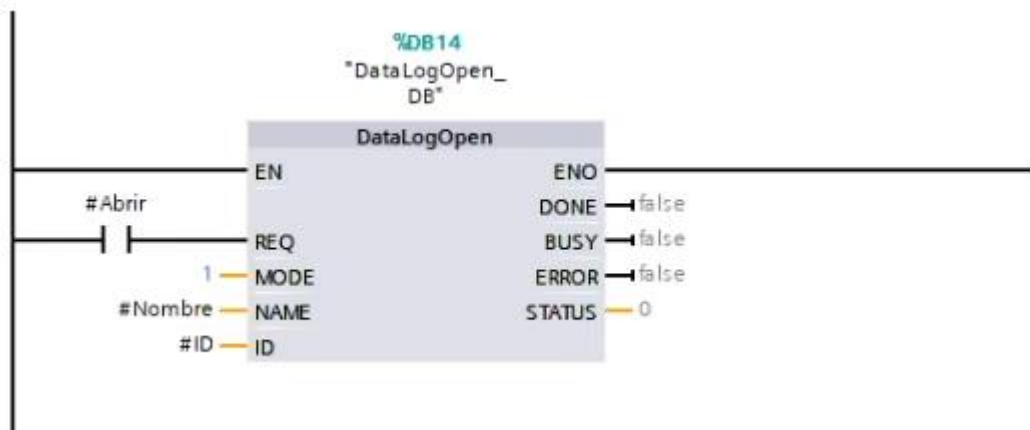 %DB14
"DataLogOpen_
DB"
DataLogOpen
EN ENO
#Abrir DONE false
REQ BUSY false
1 MODE ERROR false
#Nombre NAME STATUS 0
#ID ID